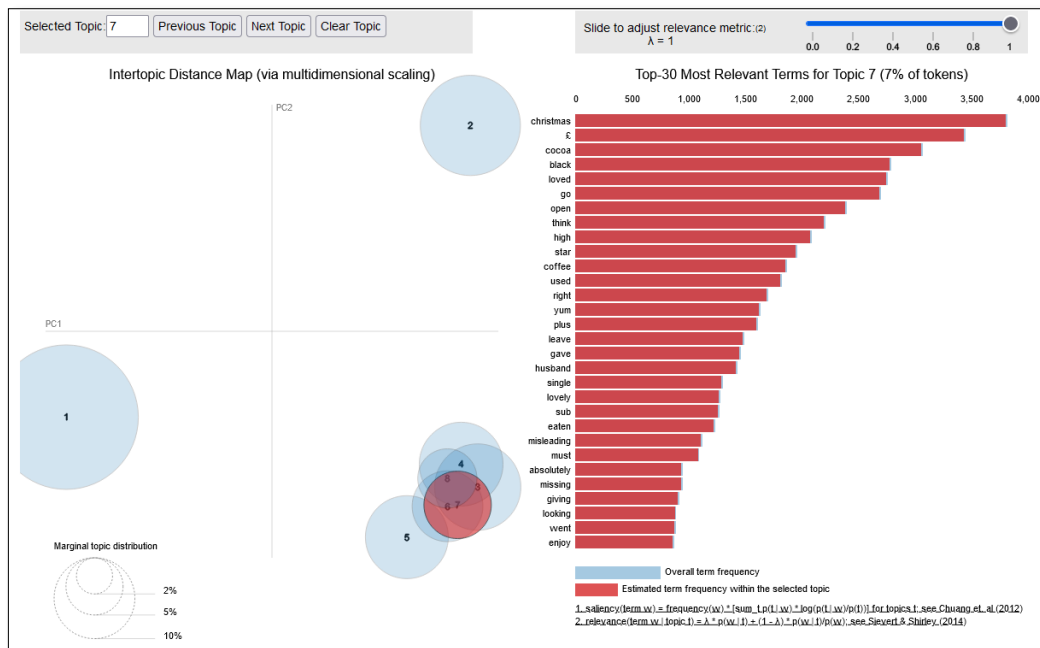 Selected Topic: 7 Previous Topic Next Topic Clear Topic
Slide to adjust relevance metric:(2)
λ = 1
0.0 0.2 0.4 0.6 0.8 1
Intertopic Distance Map (via multidimensional scaling)
PC2
PC1
2
1
4
8
3
6
7
5
Marginal topic distribution
2%
5%
10%
Top-30 Most Relevant Terms for Topic 7 (7% of tokens)
0 500 1,000 1,500 2,000 2,500 3,000 3,500 4,000
christmas
£
cocoa
black
loved
go
open
think
high
star
coffee
used
right
yum
plus
leave
gave
husband
single
lovely
sub
eaten
misleading
must
absolutely
missing
giving
looking
went
enjoy
Overall term frequency
Estimated term frequency within the selected topic
1. saliency(term w) = frequency(w) * [sum_t p(t | w) * log(p(t | w)/p(t))] for topics t; see Chuang et. al (2012)
2. relevance(term w | topic t) = λ * p(w | t) + (1 - λ) * p(w | t)/p(w); see Sievert & Shirley (2014)